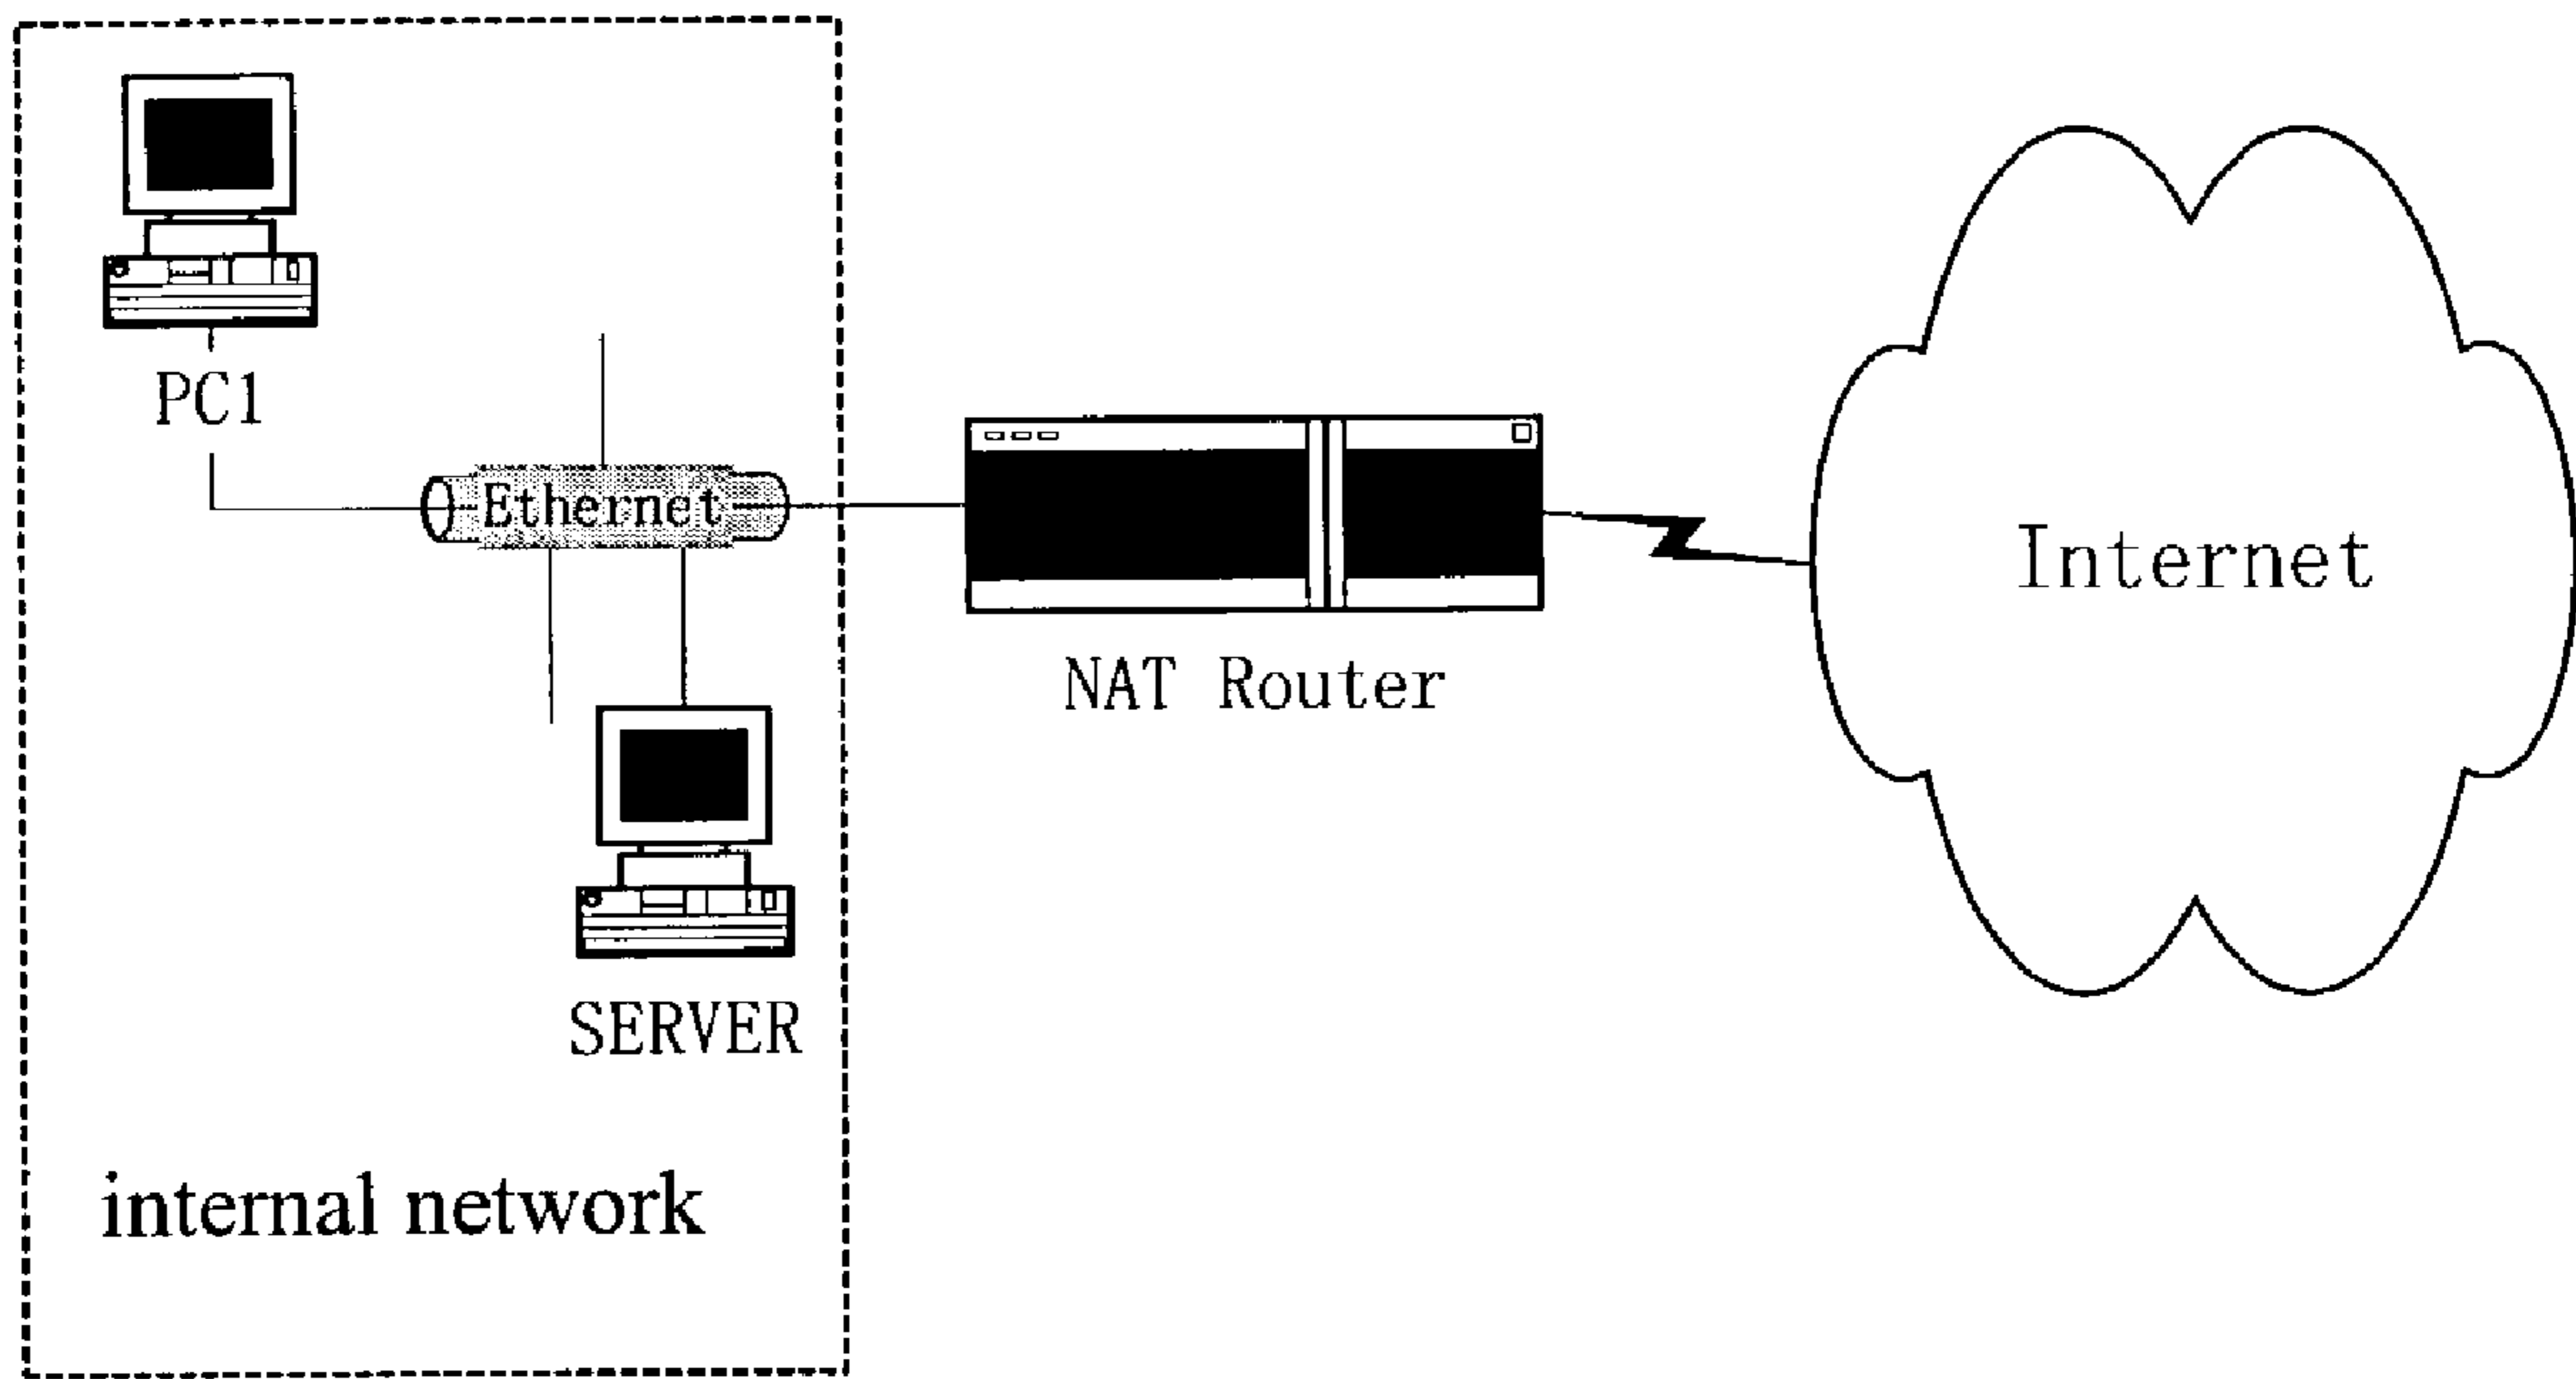 PC1
Ethernet
Internet
NAT Router
SERVER
internal network